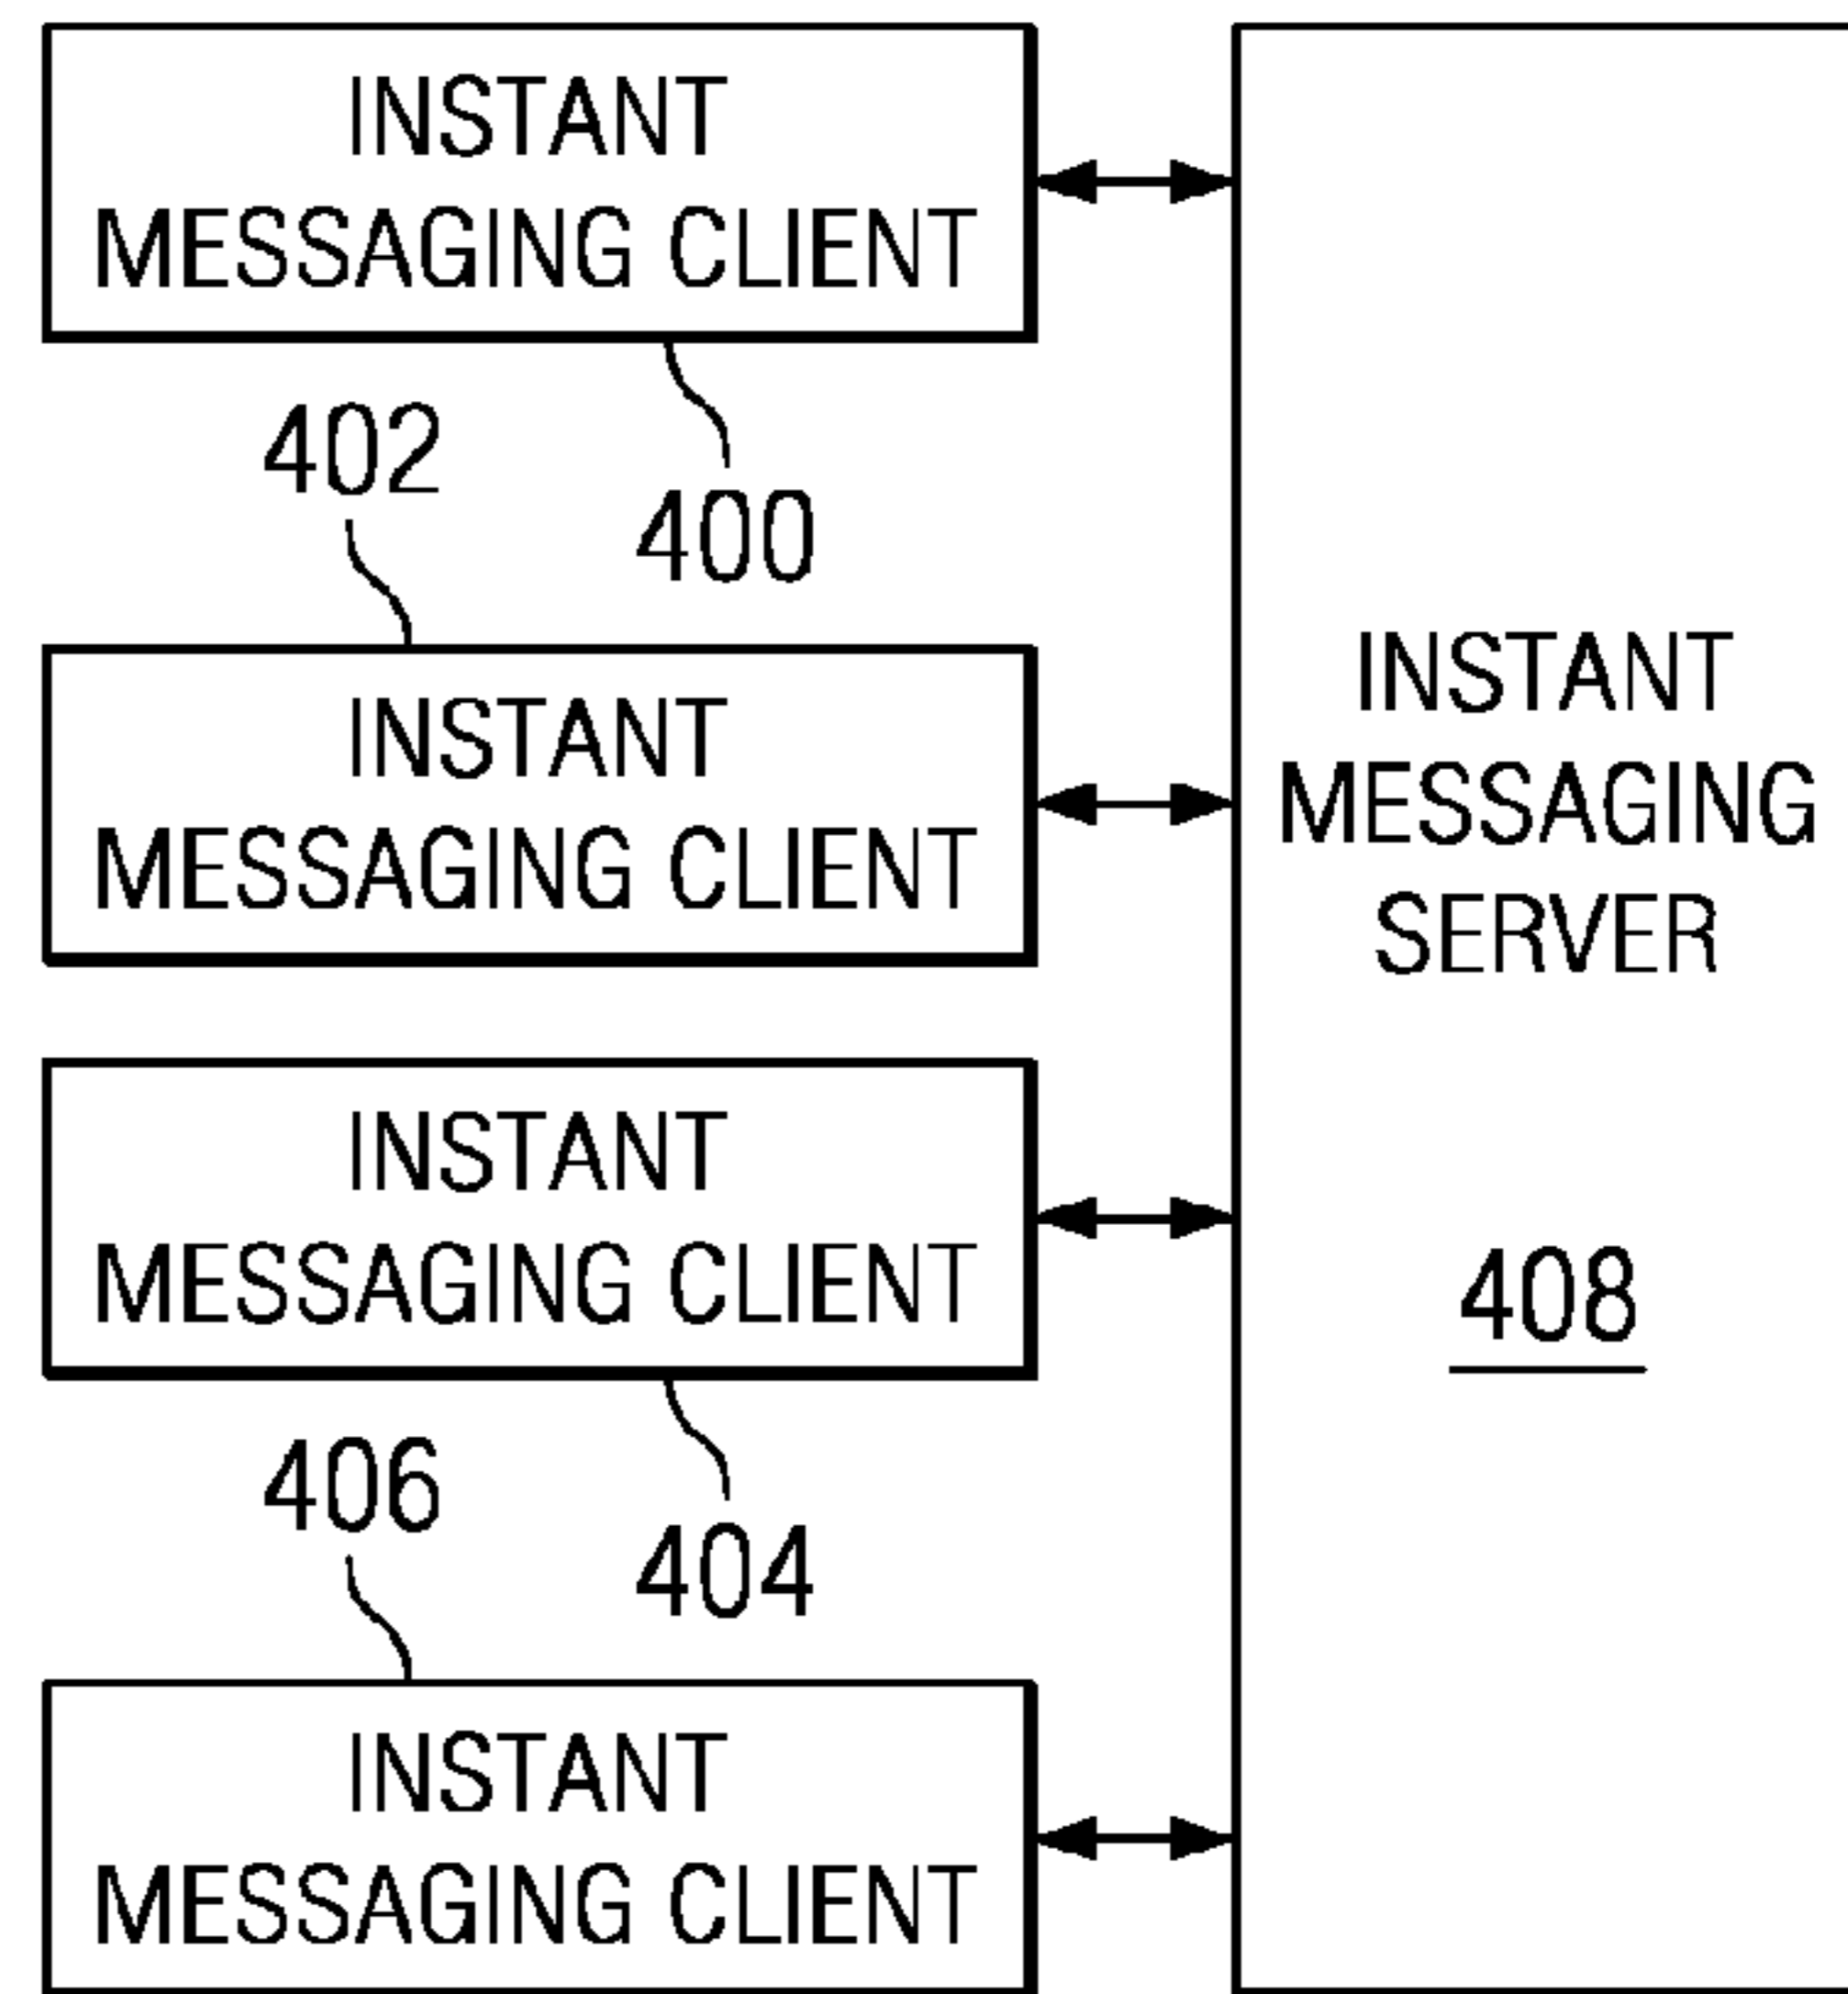 INSTANT
MESSAGING CLIENT
402
400
INSTANT
MESSAGING CLIENT
INSTANT
MESSAGING CLIENT
406
404
INSTANT
MESSAGING CLIENT
INSTANT
MESSAGING
SERVER
408